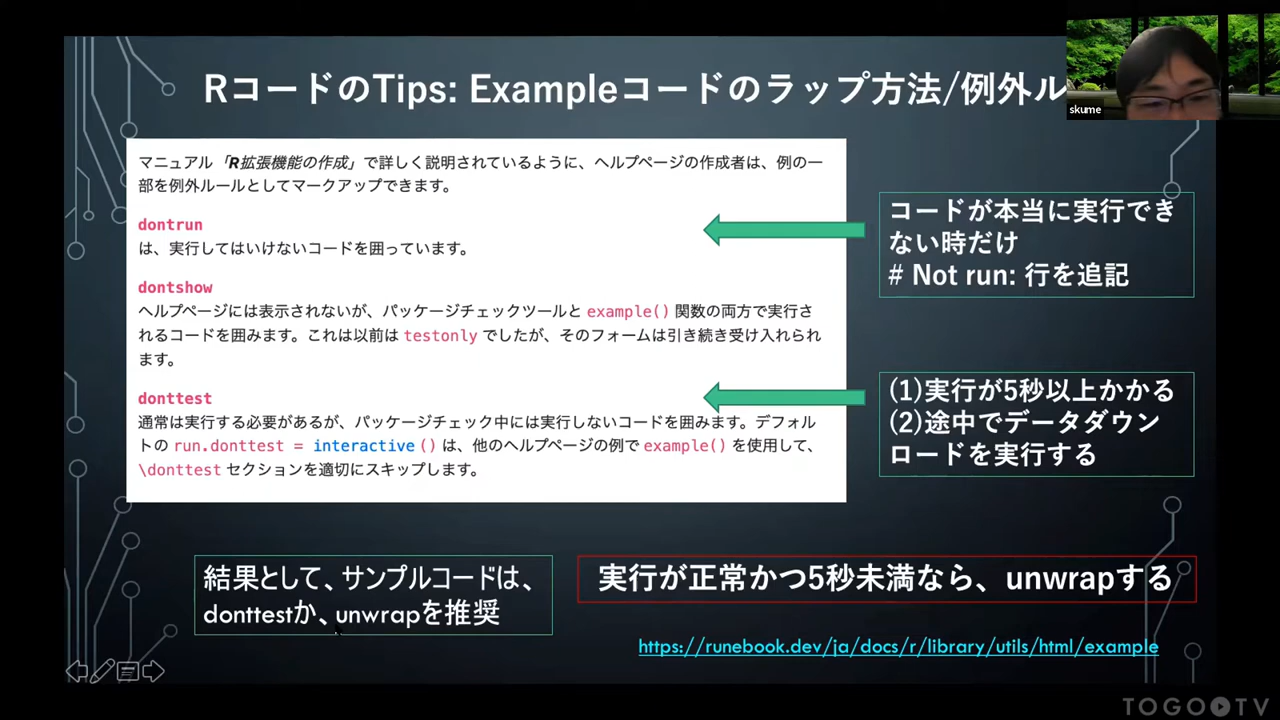 RコードのTips: Exampleコードのラップ方法/例外ル
skume
マニュアル「R拡張機能の作成」で詳しく説明されているように、ヘルプページの作成者は、例の一
部を例外ルールとしてマークアップできます。
dontrun
は、実行してはいけないコードを囲っています。
dontshow
ヘルプページには表示されないが、パッケージチェックツールと example() 関数の両方で実行さ
れるコードを囲みます。これは以前は testonly でしたが、そのフォームは引き続き受け入れられ
ます。
donttest
通常は実行する必要があるが、パッケージチェック中には実行しないコードを囲みます。デフォル
トの run.donttest = interactive() は、他のヘルプページの例で example() を使用して、
\donttest セクションを適切にスキップします。
コードが本当に実行でき
ない時だけ
# Not run: 行を追記
(1)実行が5秒以上かかる
(2)途中でデータダウン
ロードを実行する
結果として、サンプルコードは、
donttestか、unwrapを推奨
実行が正常かつ5秒未満なら、unwrapする
https://runebook.dev/ja/docs/r/library/utils/html/example
TOGO TV